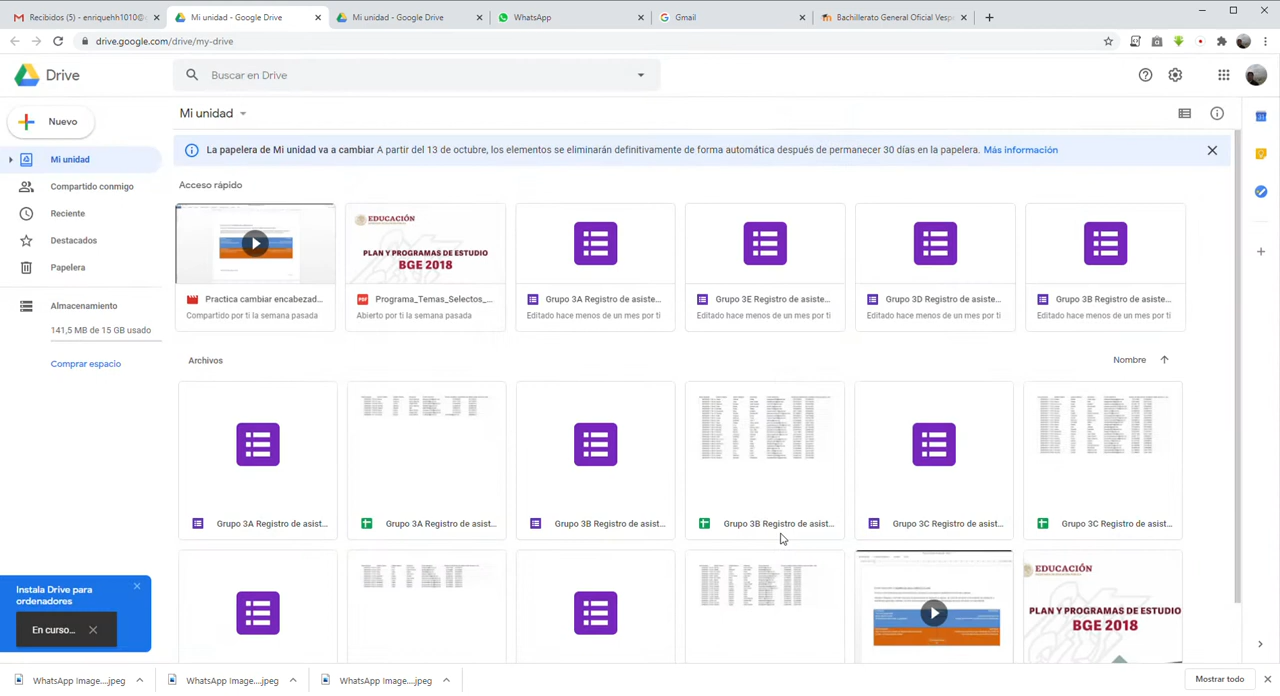 Recibidos (5) - enriquehh1010@
Mi unidad - Google Drive
Mi unidad - Google Drive
WhatsApp
Gmail
Bachillerato General Oficial Vesp
drive.google.com/drive/my-drive
Drive
Buscar en Drive
Nuevo
Mi unidad
La papelera de Mi unidad va a cambiar A partir del 13 de octubre, los elementos se eliminarán definitivamente de forma automática después de permanecer 30 días en la papelera. Más información
Mi unidad
Compartido conmigo
Reciente
Destacados
Papelera
Almacenamiento
141,5 MB de 15 GB usado
Comprar espacio
Acceso rápido
EDUCACIÓN
PLAN Y PROGRAMAS DE ESTUDIO
BGE 2018
Practica cambiar encabezad...
Compartido por ti la semana pasada
PDF
Programa_Temas_Selectos_...
Abierto por ti la semana pasada
Grupo 3A Registro de asiste...
Editado hace menos de un mes por ti
Grupo 3E Registro de asiste...
Editado hace menos de un mes por ti
Grupo 3D Registro de asiste...
Editado hace menos de un mes por ti
Grupo 3B Registro de asiste...
Editado hace menos de un mes por ti
Archivos
Nombre
Grupo 3A Registro de asist...
Grupo 3A Registro de asist...
Grupo 3B Registro de asist...
Grupo 3B Registro de asist...
Grupo 3C Registro de asist...
Grupo 3C Registro de asist...
EDUCACIÓN
PLAN Y PROGRAMAS DE ESTUDIO
BGE 2018
Instala Drive para
ordenadores
En curso...
WhatsApp Image....jpeg
WhatsApp Image....jpeg
WhatsApp Image....jpeg
Mostrar todo